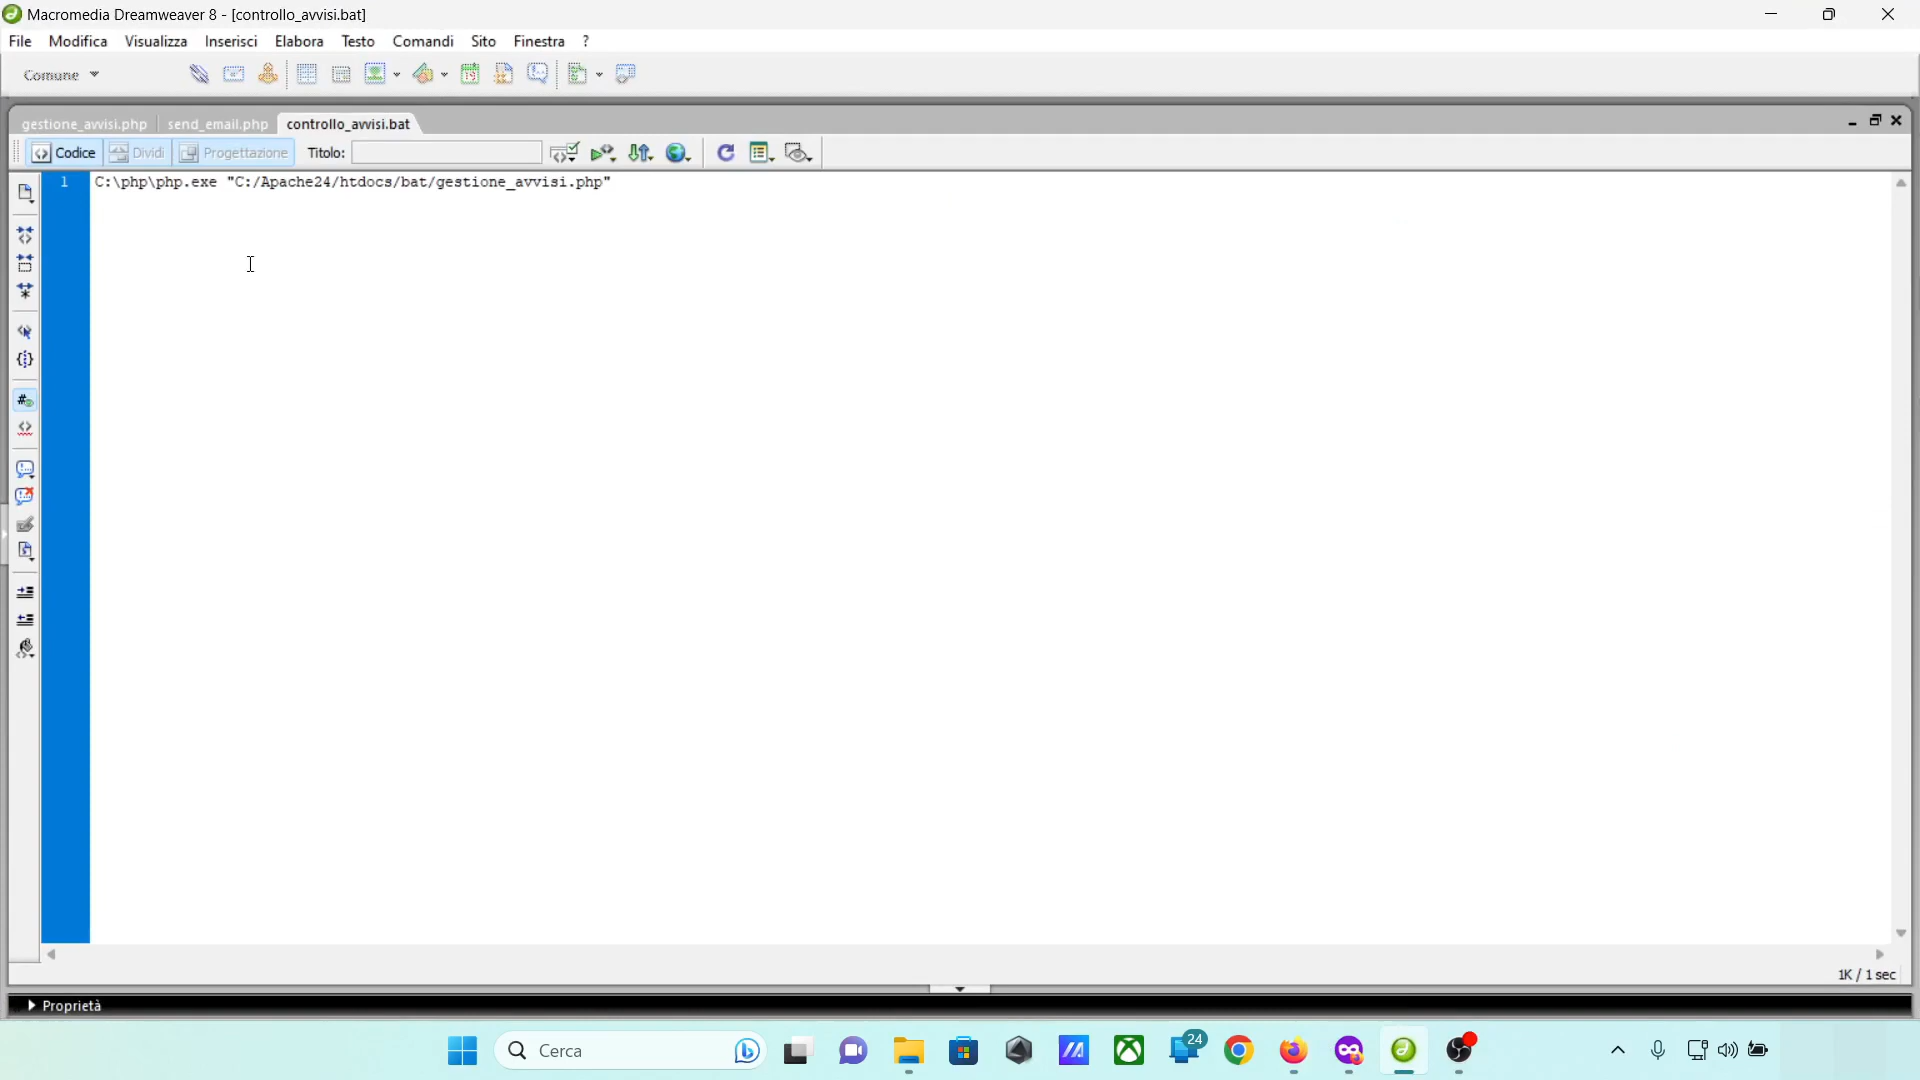 Macromedia Dreamweaver 8 - [controllo_avvisi.bat]
File Modifica Visualizza Inserisci Elabora Testo Comandi Sito Finestra ?
Comune
gestione_avvisi.php send_email.php controllo_avvisi.bat
Codice Dividi Progettazione Titolo:
1 C:\php\php.exe "C:/Apache24/htdocs/bat/gestione_avvisi.php"
1K / 1 sec
Proprietà
Cerca
24